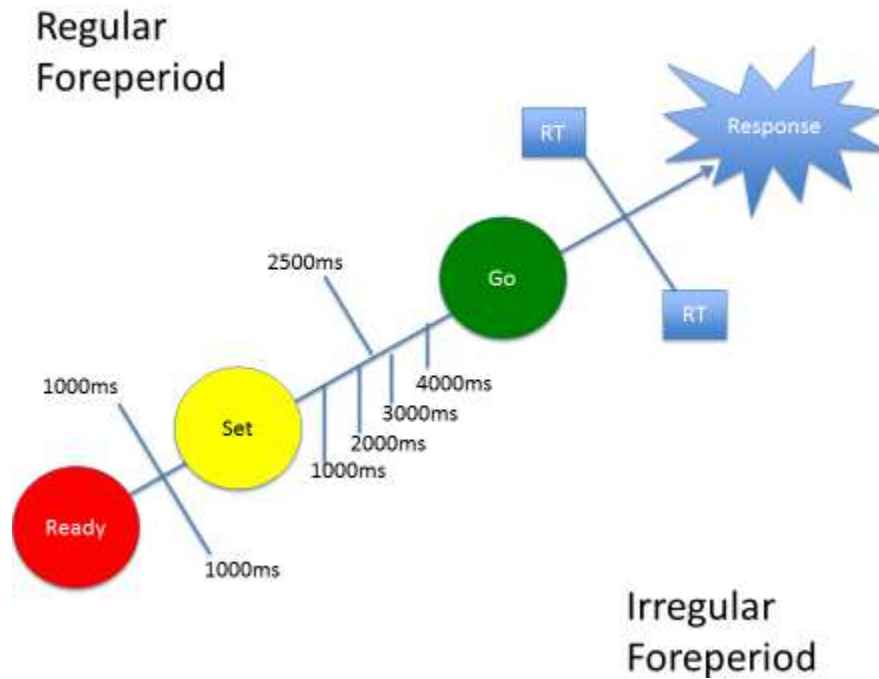 Regular
Foreperiod
RT
Response
2500ms
Go
RT
1000ms
4000ms
3000ms
Set
2000ms
1000ms
Ready
1000ms
Irregular
Foreperiod